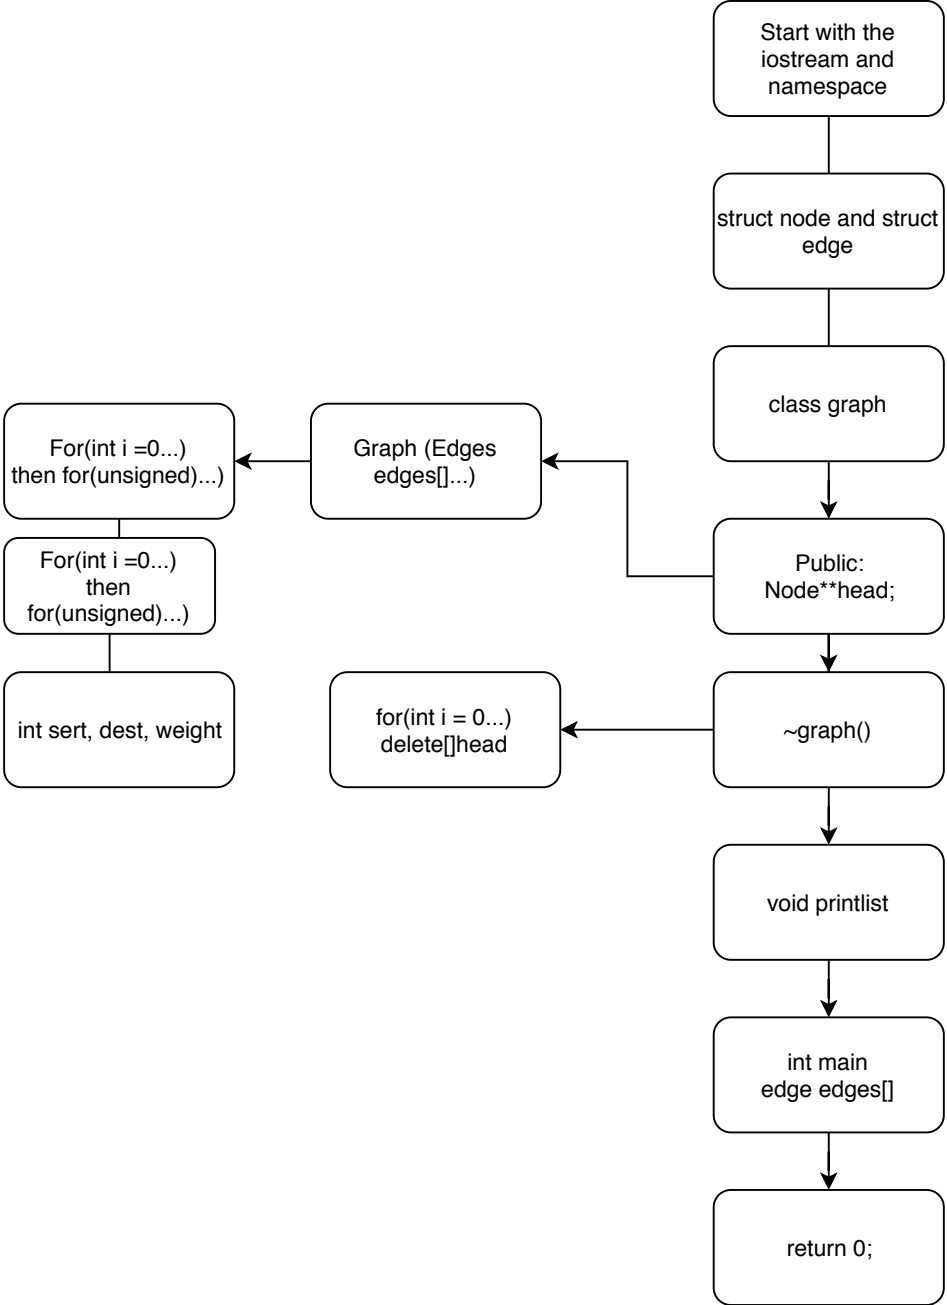 Start with the
iostream and
namespace
struct node and struct
edge
class graph
For(int i =0...)
then for(unsigned)...)
Graph (Edges
edges[]...)
Public:
Node**head;
For(int i =0...)
then
for(unsigned)...)
int sert, dest, weight
for(int i = 0...)
delete[]head
~graph()
void printlist
int main
edge edges[]
return 0;